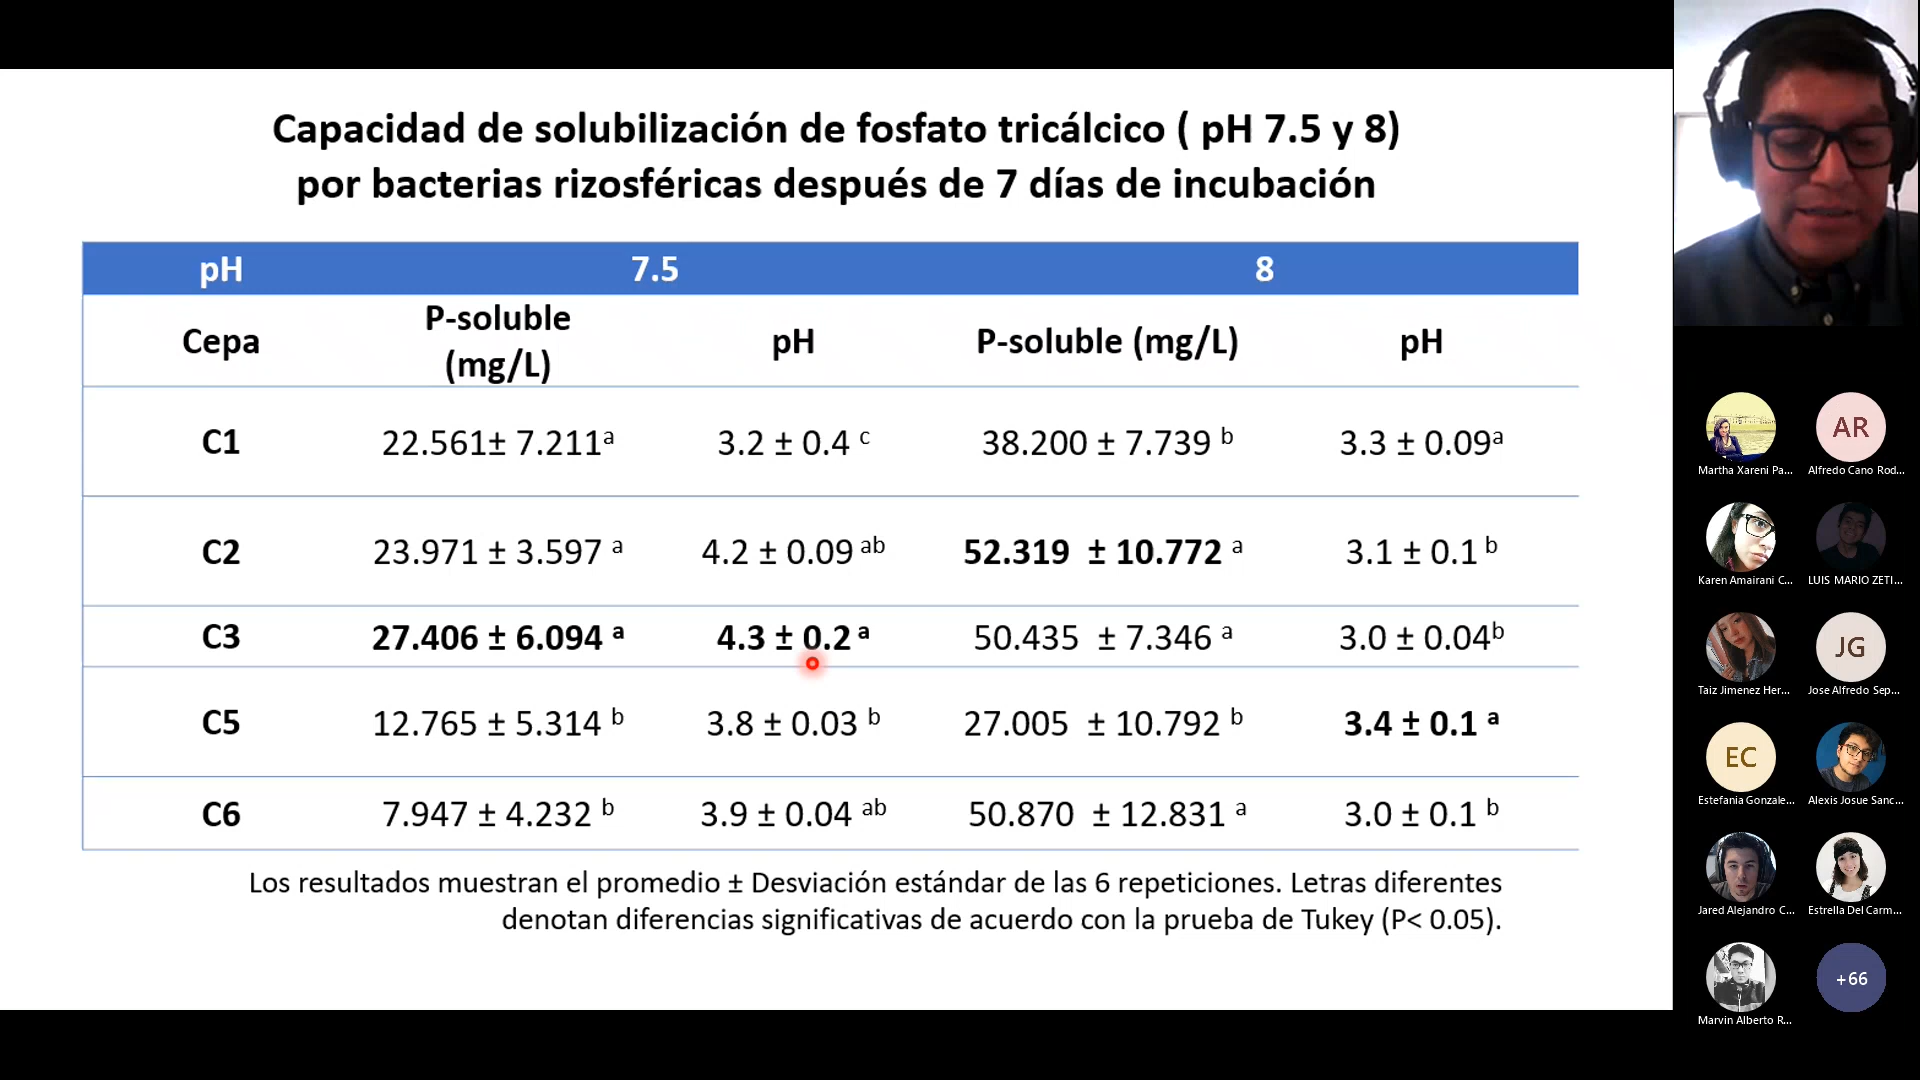 Capacidad de solubilización de fosfato tricálcico ( pH 7.5 y 8)
por bacterias rizosféricas después de 7 días de incubación
pH 7.5 8
Cepa P-soluble (mg/L) pH P-soluble (mg/L) pH
C1 22.561± 7.211ᵃ 3.2 ± 0.4 ᶜ 38.200 ± 7.739 ᵇ 3.3 ± 0.09ᵃ
C2 23.971 ± 3.597 ᵃ 4.2 ± 0.09 ᵃᵇ 52.319 ± 10.772 ᵃ 3.1 ± 0.1 ᵇ
C3 27.406 ± 6.094 ᵃ 4.3 ± 0.2 ᵃ 50.435 ± 7.346 ᵃ 3.0 ± 0.04ᵇ
C5 12.765 ± 5.314 ᵇ 3.8 ± 0.03 ᵇ 27.005 ± 10.792 ᵇ 3.4 ± 0.1 ᵃ
C6 7.947 ± 4.232 ᵇ 3.9 ± 0.04 ᵃᵇ 50.870 ± 12.831 ᵃ 3.0 ± 0.1 ᵇ
Los resultados muestran el promedio ± Desviación estándar de las 6 repeticiones. Letras diferentes
denotan diferencias significativas de acuerdo con la prueba de Tukey (P< 0.05).
AR
Martha Xareni Pa... Alfredo Cano Rod...
Karen Amairani C... LUIS MARIO ZETI...
JG
Taiz Jimenez Her... Jose Alfredo Sep...
EC
Estefania Gonzale... Alexis Josue Sanc...
Jared Alejandro C... Estrella Del Carm...
+66
Marvin Alberto R...